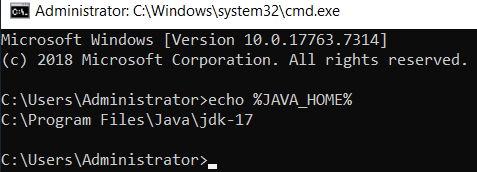 Administrator: C:\Windows\system32\cmd.exe
Microsoft Windows [Version 10.0.17763.7314]
(c) 2018 Microsoft Corporation. All rights reserved.
C:\Users\Administrator>echo %JAVA_HOME%
C:\Program Files\Java\jdk-17
C:\Users\Administrator>